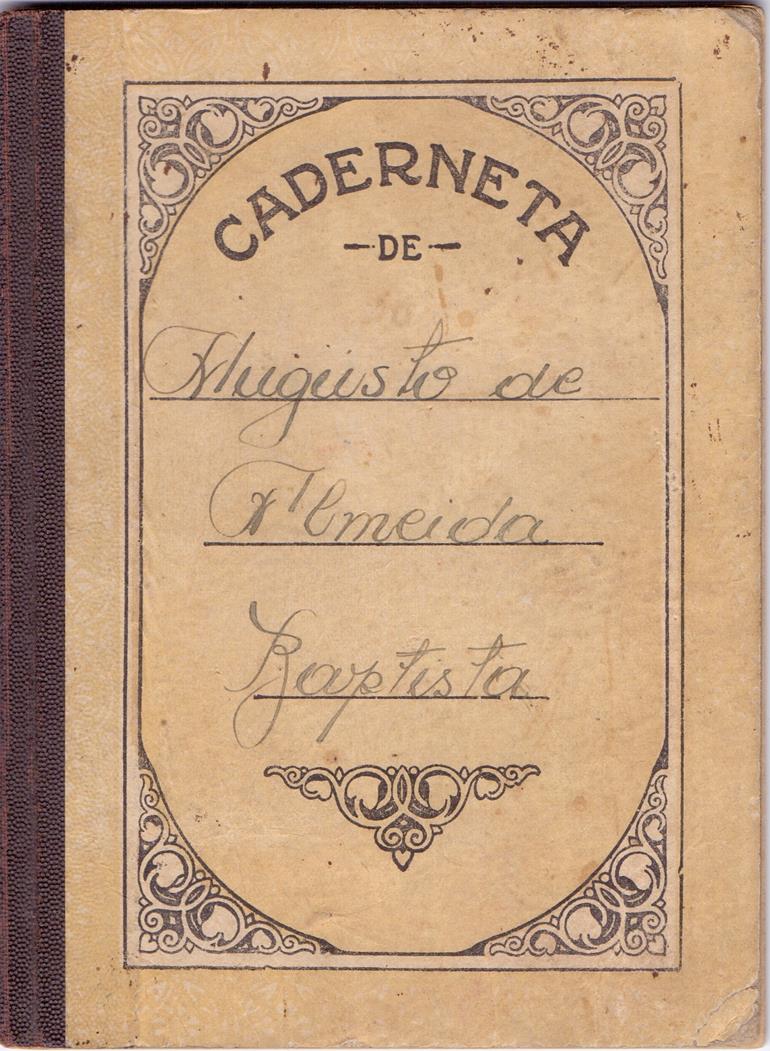 CADERNETA
DE
Augusto de
Almeida
Baptista